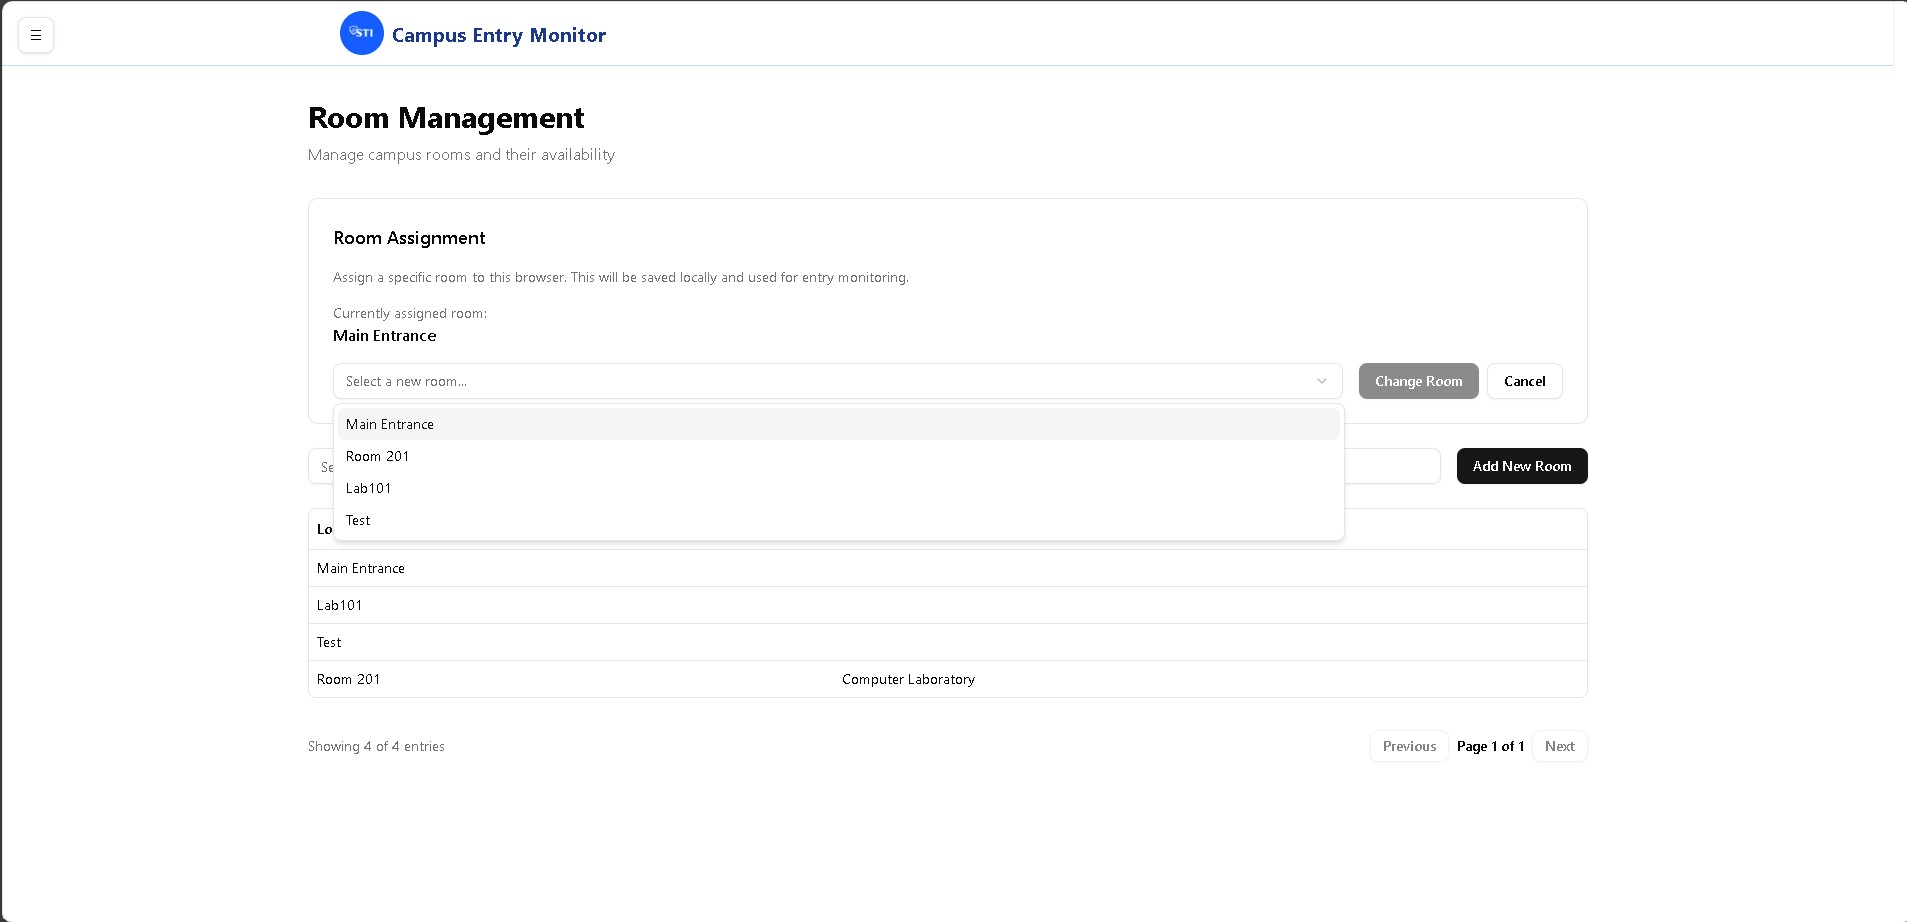 STI
Campus Entry Monitor
Room Management
Manage campus rooms and their availability
Room Assignment
Assign a specific room to this browser. This will be saved locally and used for entry monitoring.
Currently assigned room:
Main Entrance
Select a new room...
Change Room
Cancel
Main Entrance
Room 201
Lab101
Test
Se
Add New Room
Lo
Main Entrance
Lab101
Test
Room 201 Computer Laboratory
Showing 4 of 4 entries
Previous Page 1 of 1 Next